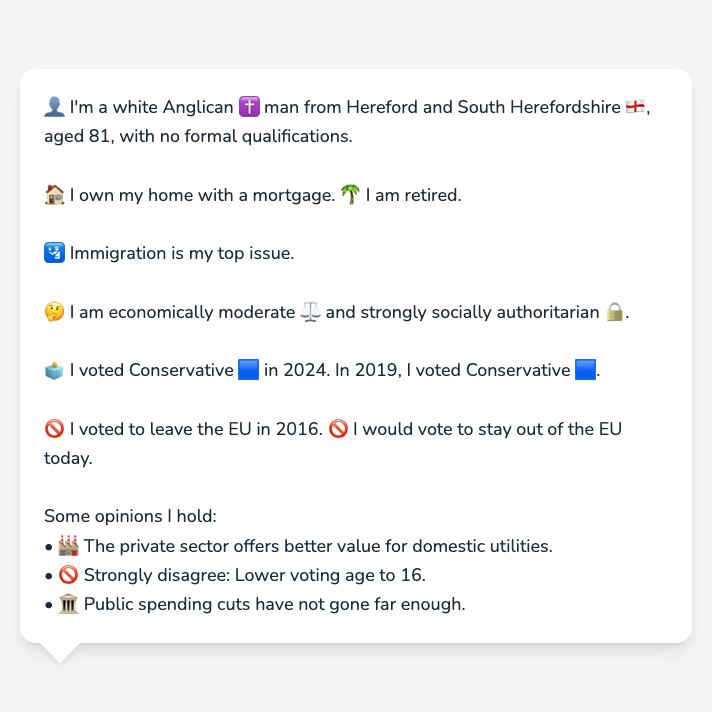 👤 I'm a white Anglican ✝️ man from Hereford and South Herefordshire 🏴󠁧󠁢󠁥󠁮󠁧󠁿,
aged 81, with no formal qualifications.
🏠 I own my home with a mortgage. 🌴 I am retired.
🛂 Immigration is my top issue.
🤔 I am economically moderate ⚖️ and strongly socially authoritarian 🔒.
🗳️ I voted Conservative 🟦 in 2024. In 2019, I voted Conservative 🟦.
🚫 I voted to leave the EU in 2016. 🚫 I would vote to stay out of the EU
today.
Some opinions I hold:
• 🏭 The private sector offers better value for domestic utilities.
• 🚫 Strongly disagree: Lower voting age to 16.
• 🏛️ Public spending cuts have not gone far enough.